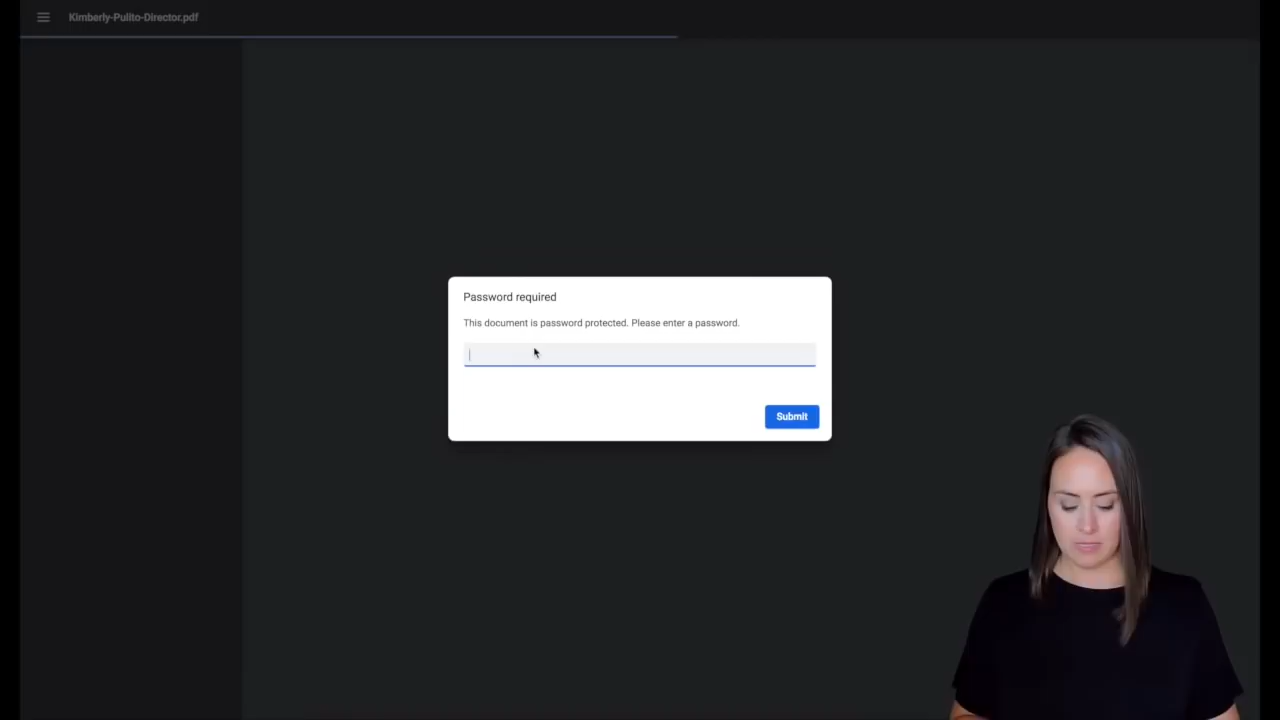 Kimberly-Pulito-Director.pdf
Password required
This document is password protected. Please enter a password.
Submit